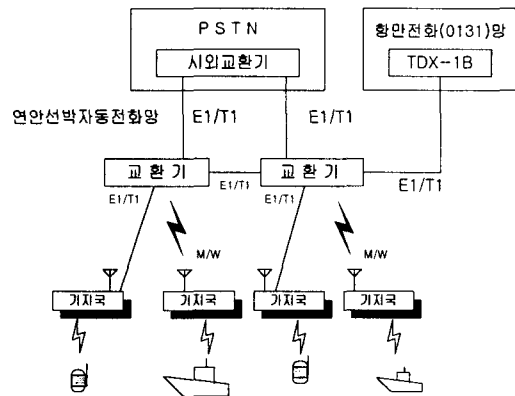 PSTN
시외교환기
항만전화(0131)망
TDX-1B
연안선박자동전화망
E1/T1
E1/T1
교환기
E1/T1
교환기
E1/T1
E1/T1
E1/T1
M/W
M/W
기지국
기지국
기지국
기지국